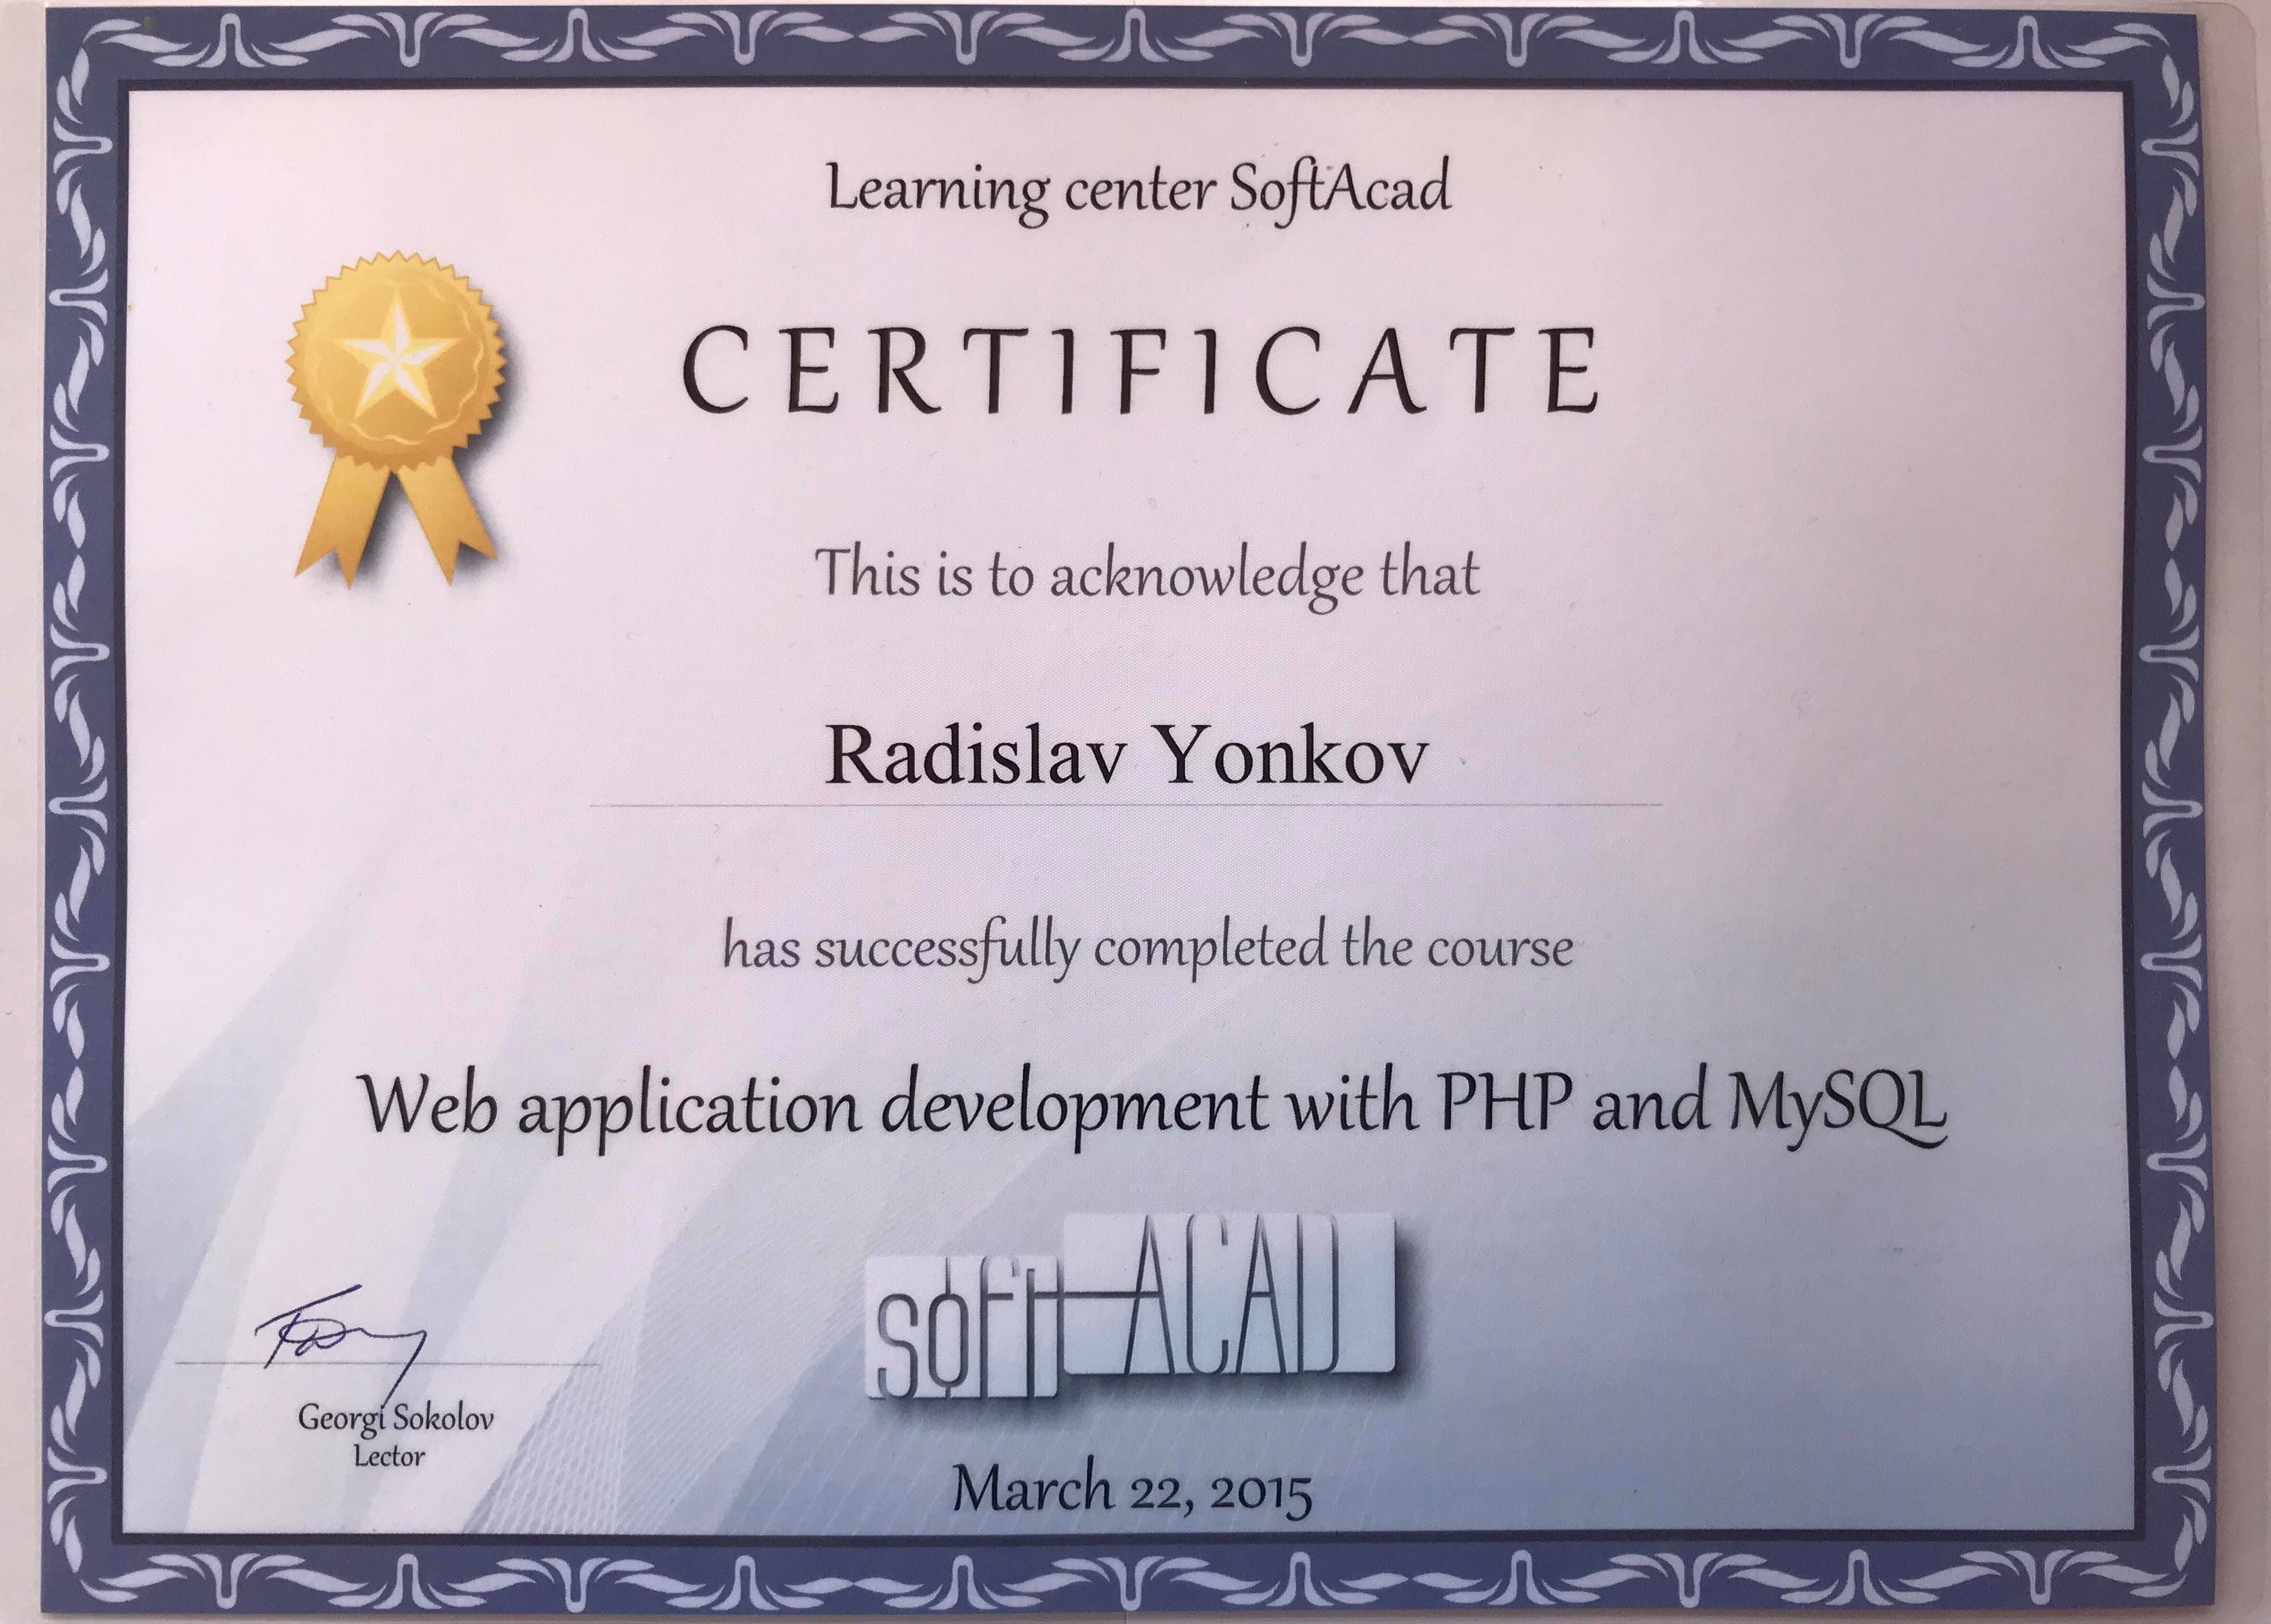 Learning center SoftAcad
CERTIFICATE
This is to acknowledge that
Radislav Yonkov
has successfully completed the course
Web application development with PHP and MySQL
soft ACAD
Georgi Sokolov
Lector
March 22, 2015